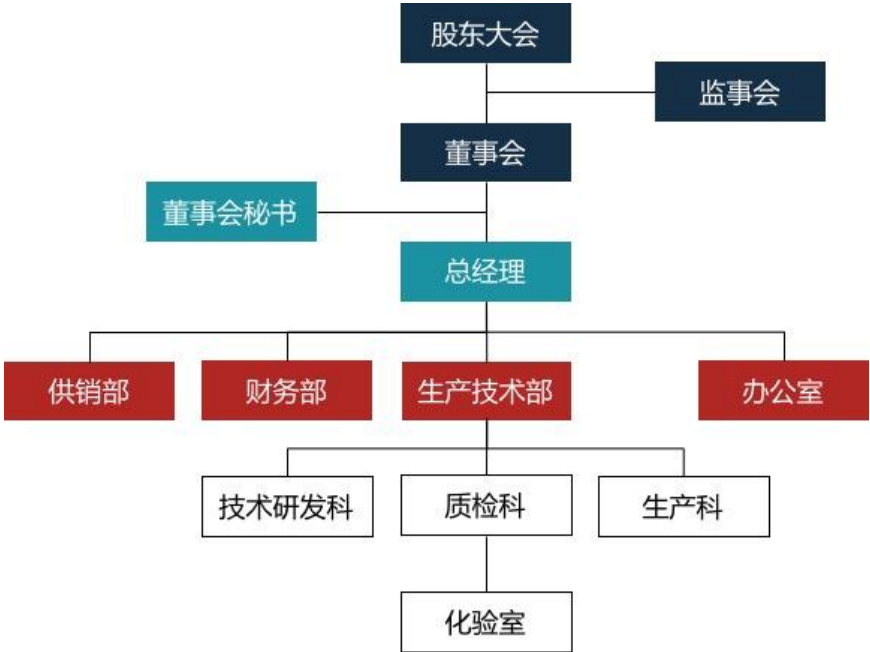 股东大会
监事会
董事会
董事会秘书
总经理
供销部
财务部
生产技术部
办公室
技术研发科
质检科
生产科
化验室